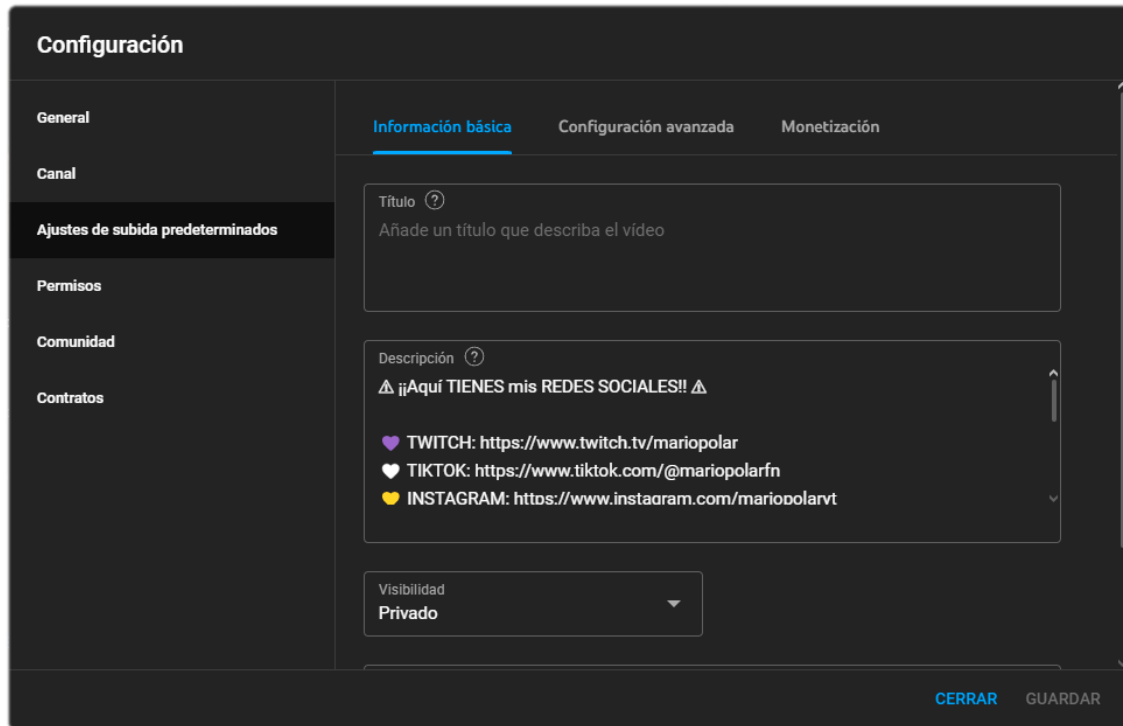 Configuración
General
Canal
Ajustes de subida predeterminados
Permisos
Comunidad
Contratos
Información básica
Configuración avanzada
Monetización
Título ?
Añade un título que describa el vídeo
Descripción ?
⚠ ¡¡Aquí TIENES mis REDES SOCIALES!! ⚠
💜 TWITCH: https://www.twitch.tv/mariopolar
🤍 TIKTOK: https://www.tiktok.com/@mariopolarfn
💛 INSTAGRAM: https://www.instagram.com/mariopolaryt
Visibilidad
Privado
CERRAR
GUARDAR